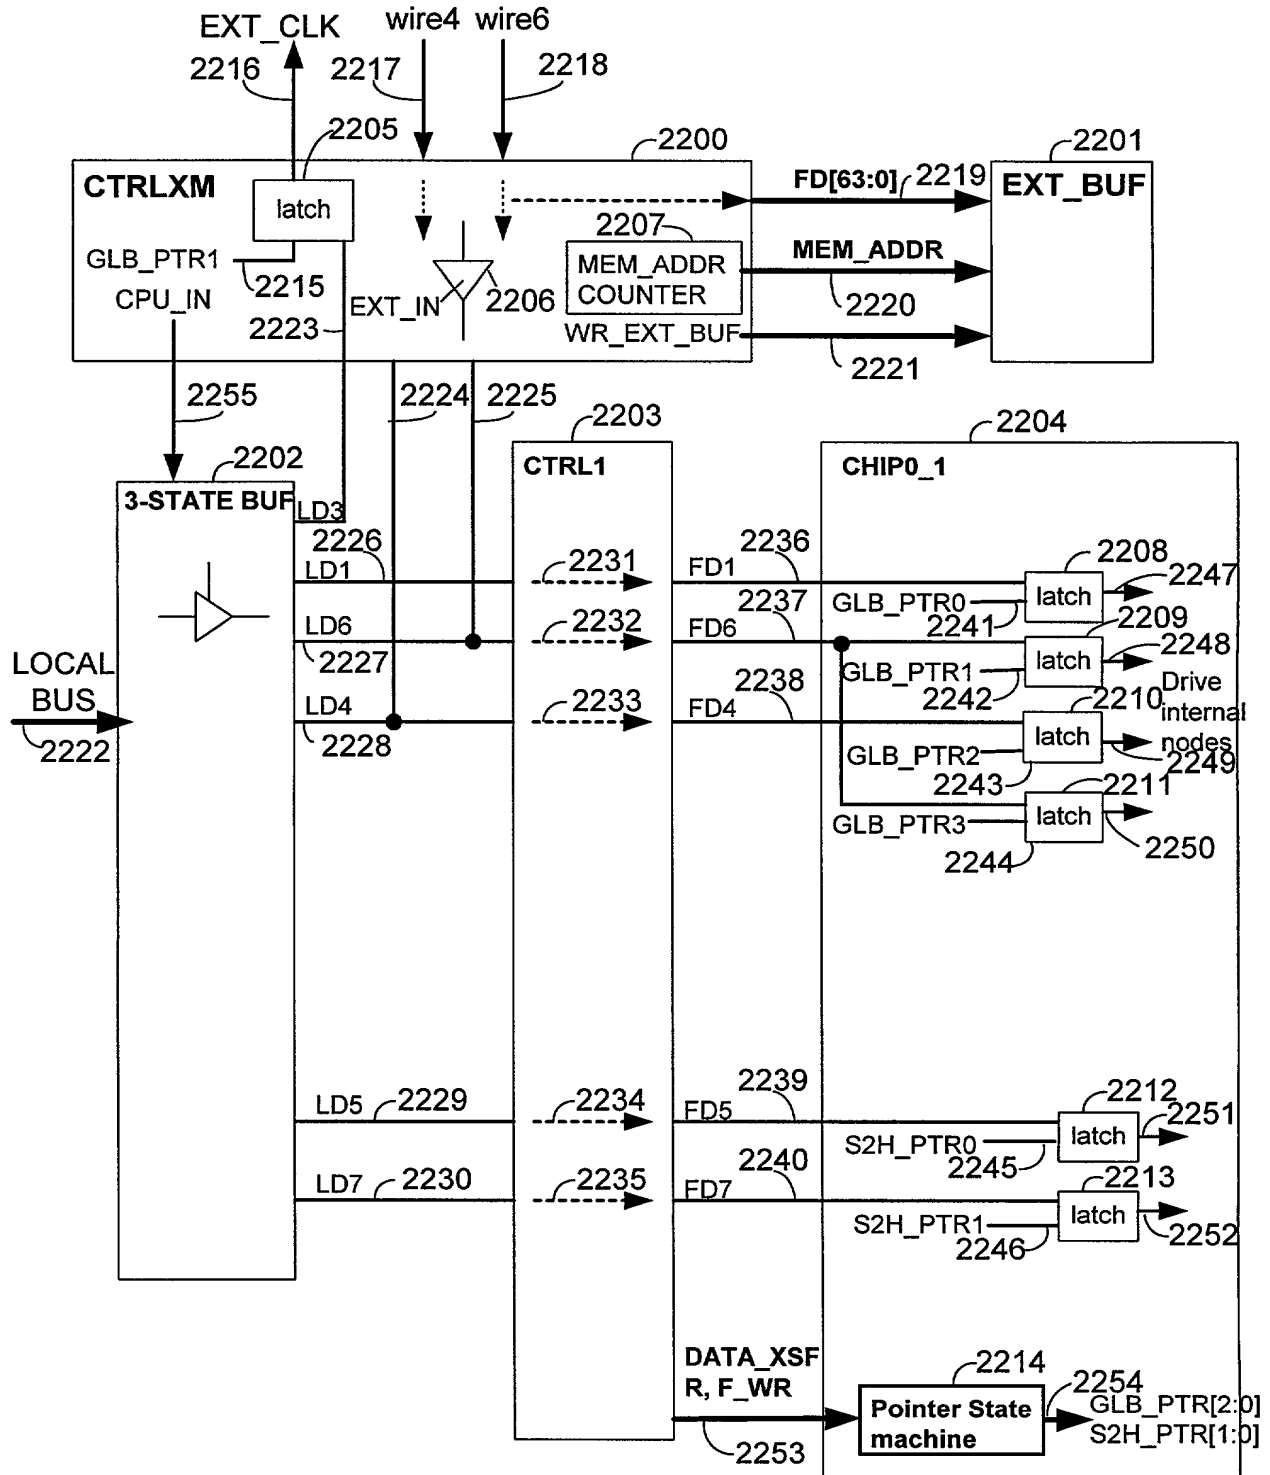 EXT_CLK
wire4 wire6
2216
2217
2218
2205
2200
2201
CTRLXM
latch
FD[63:0]
2219
EXT_BUF
2207
GLB_PTR1
2215
MEM_ADDR
COUNTER
MEM_ADDR
2220
CPU_IN
EXT_IN
2206
2223
WR_EXT_BUF
2221
2255
2224
2225
2203
2204
2202
CTRL1
CHIP0_1
3-STATE BUF
LD3
2226
2236
2208
LD1
2231
FD1
latch
2247
GLB_PTR0
2241
2237
2209
LD6
2232
FD6
latch
2248
2227
GLB_PTR1
2242
LOCAL
BUS
2222
2238
2210
Drive
internal
nodes
LD4
2233
FD4
latch
2228
GLB_PTR2
2243
2249
2211
latch
GLB_PTR3
2244
2250
2239
2212
LD5
2229
2234
FD5
latch
2251
S2H_PTR0
2245
2240
2213
LD7
2230
2235
FD7
latch
S2H_PTR1
2246
2252
DATA_XSF
R, F_WR
2253
2214
Pointer State
machine
2254
GLB_PTR[2:0]
S2H_PTR[1:0]